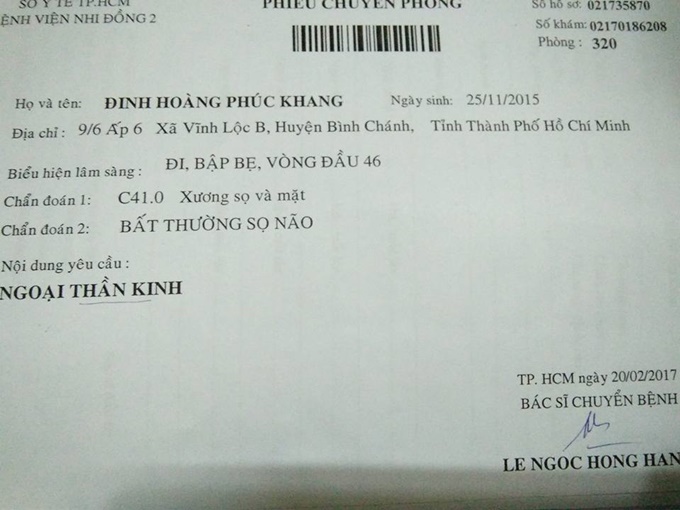 SỞ Y TẾ TP.HCM
BỆNH VIỆN NHI ĐỒNG 2
PHIẾU CHUYỂN PHÒNG
Số hồ sơ: 021735870
Số khám: 02170186208
Phòng : 320
Họ và tên: ĐINH HOÀNG PHÚC KHANG Ngày sinh: 25/11/2015
Địa chỉ : 9/6 Ấp 6 Xã Vĩnh Lộc B, Huyện Bình Chánh, Tỉnh Thành Phố Hồ Chí Minh
Biểu hiện lâm sàng : ĐI, BẬP BẸ, VÒNG ĐẦU 46
Chẩn đoán 1: C41.0 Xương sọ và mặt
Chẩn đoán 2: BẤT THƯỜNG SỌ NÃO
Nội dung yêu cầu :
NGOẠI THẦN KINH
TP. HCM ngày 20/02/2017
BÁC SĨ CHUYỂN BỆNH
LE NGOC HONG HAN